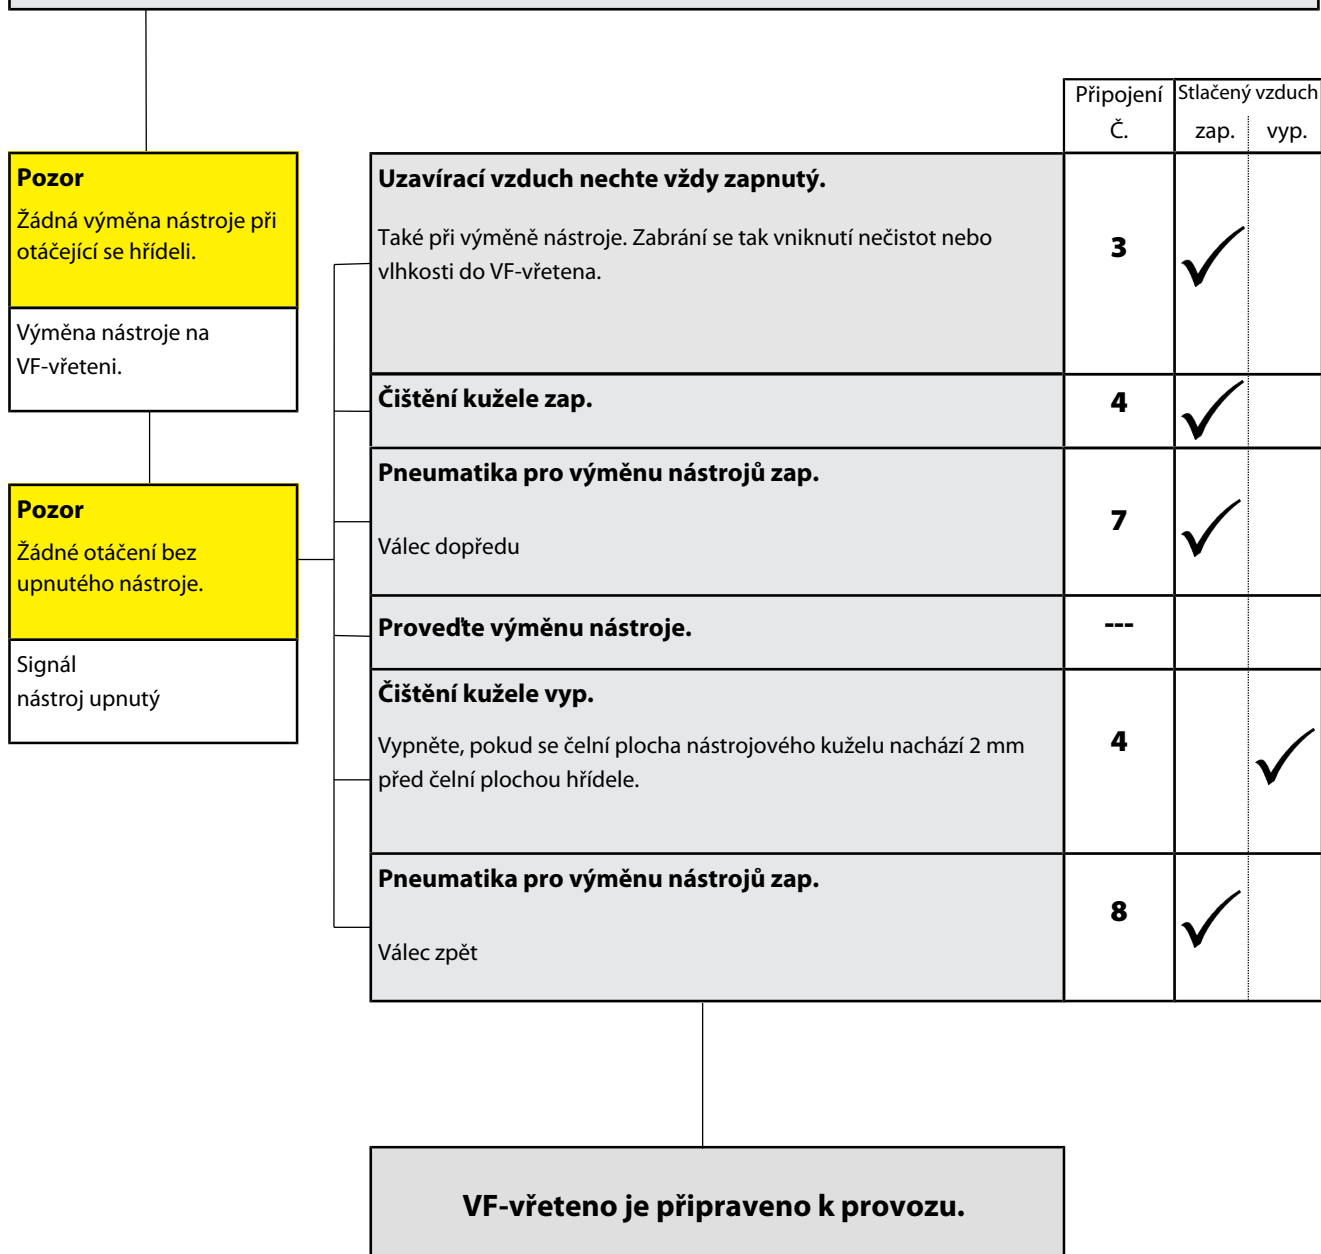 Připojení
Č.
Stlačený vzduch
zap.
vyp.
Pozor
Žádná výměna nástroje při
otáčející se hřídeli.
Výměna nástroje na
VF-vřeteni.
Pozor
Žádné otáčení bez
upnutého nástroje.
Signál
nástroj upnutý
Uzavírací vzduch nechte vždy zapnutý.
Také při výměně nástroje. Zabrání se tak vniknutí nečistot nebo
vlhkosti do VF-vřetena.
3
Čištění kužele zap.
4
Pneumatika pro výměnu nástrojů zap.
Válec dopředu
7
Proveďte výměnu nástroje.
---
Čištění kužele vyp.
Vypněte, pokud se čelní plocha nástrojového kuželu nachází 2 mm
před čelní plochou hřídele.
4
Pneumatika pro výměnu nástrojů zap.
Válec zpět
8
VF-vřeteno je připraveno k provozu.